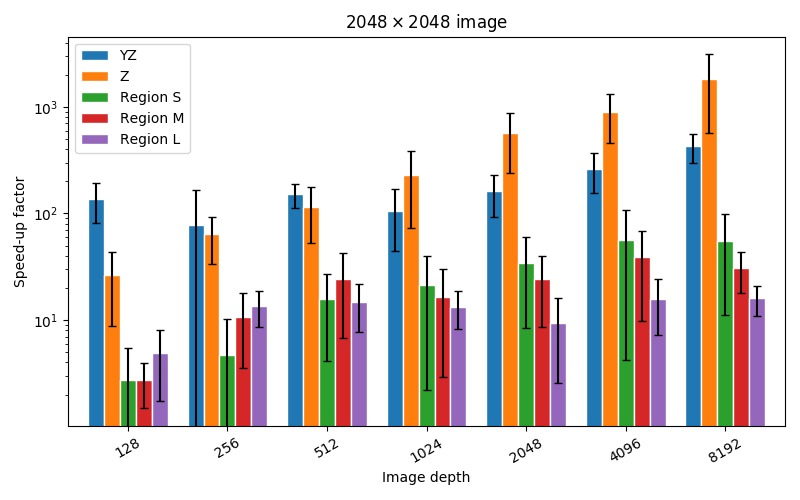 2048 × 2048 image
YZ
Z
Region S
Region M
Region L
Speed-up factor
10³
10²
10¹
128 256 512 1024 2048 4096 8192
Image depth